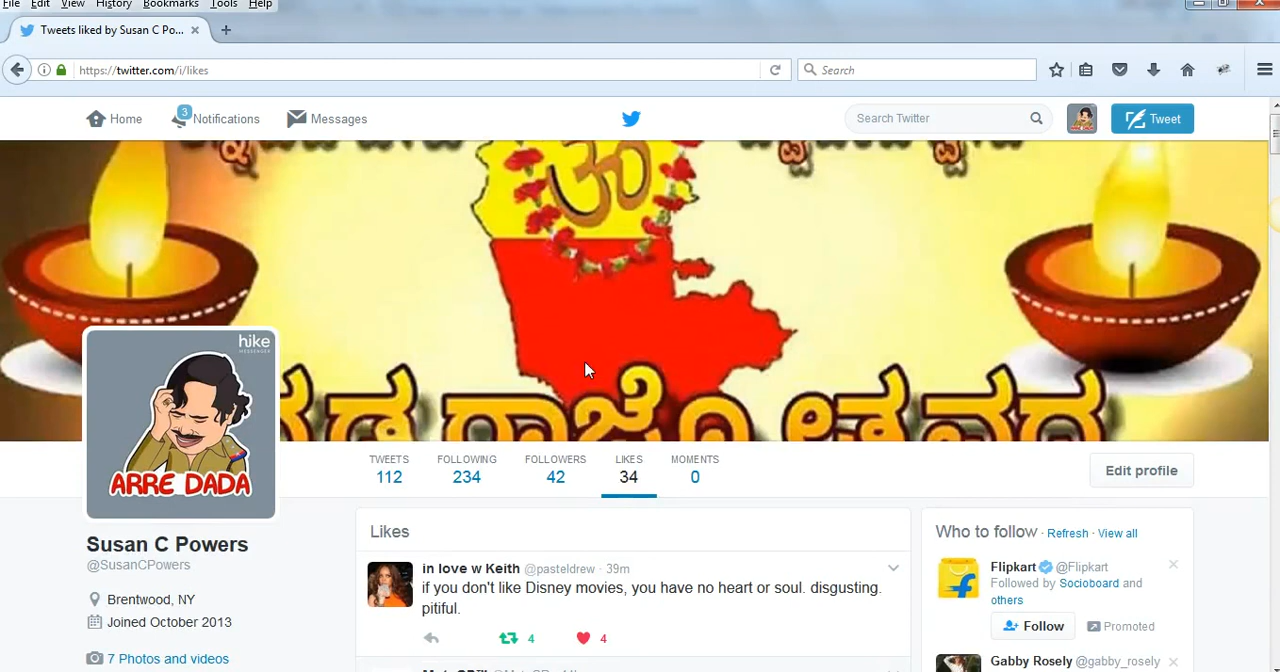 File Edit View History Bookmarks Tools Help
Tweets liked by Susan C Po...
https://twitter.com/i/likes
Search
Home
3
Notifications
Messages
Search Twitter
Tweet
hike
MESSENGER
ARRE DADA
TWEETS
112
FOLLOWING
234
FOLLOWERS
42
LIKES
34
MOMENTS
0
Edit profile
Susan C Powers
@SusanCPowers
Brentwood, NY
Joined October 2013
7 Photos and videos
Likes
in love w Keith @pasteldrew · 39m
if you don't like Disney movies, you have no heart or soul. disgusting.
pitiful.
4
4
Who to follow · Refresh · View all
Flipkart @Flipkart
Followed by Socioboard and
others
Follow
Promoted
Gabby Rosely @gabby_rosely